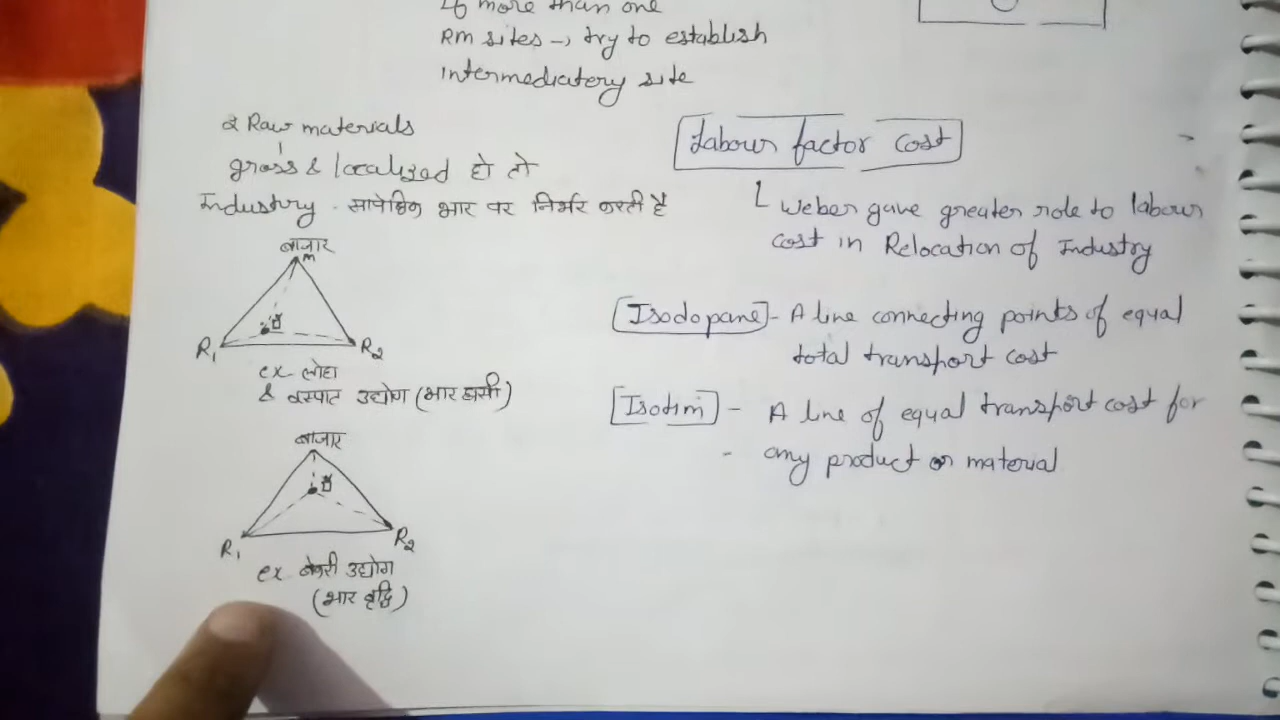 If more than one
RM sites → try to establish
intermediatery site
2 Raw materials
gross & localized हो तो
Industry सापेक्षिक भार पर निर्भर करती है
बाजार
M
R1
R2
ex- लोहा
& इस्पात उद्योग (भार ह्रासी)
बाजार
R1
R2
ex बेकरी उद्योग
(भार वृद्धि)
Labour factor cost
Weber gave greater role to labour
cost in Relocation of Industry
Isodopane - A line connecting points of equal
total transport cost
Isotim - A line of equal transport cost for
- any product or material